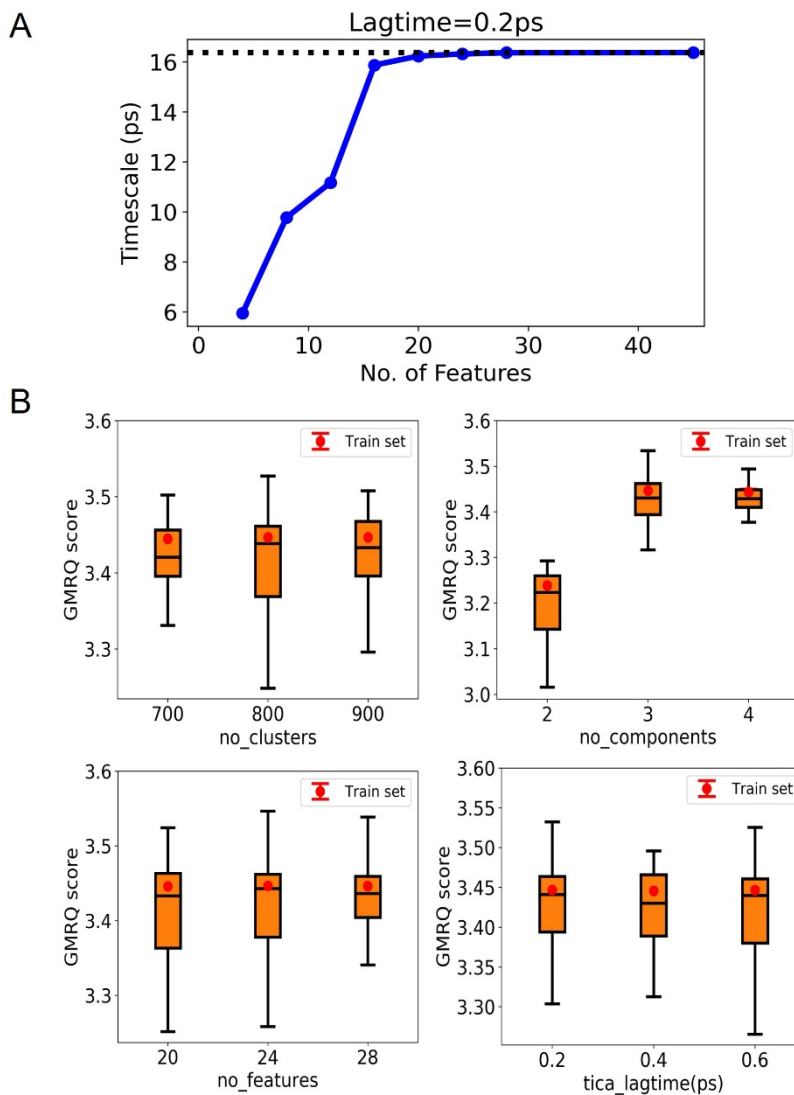 A
Lagtime=0.2ps
Timescale (ps)
16
14
12
10
8
6
0 10 20 30 40
No. of Features
B
GMRQ score
3.6
3.5
3.4
3.3
Train set
700 800 900
no_clusters
GMRQ score
3.6
3.5
3.4
3.3
3.2
3.1
3.0
Train set
2 3 4
no_components
GMRQ score
3.6
3.5
3.4
3.3
Train set
20 24 28
no_features
GMRQ score
3.60
3.55
3.50
3.45
3.40
3.35
3.30
Train set
0.2 0.4 0.6
tica_lagtime(ps)